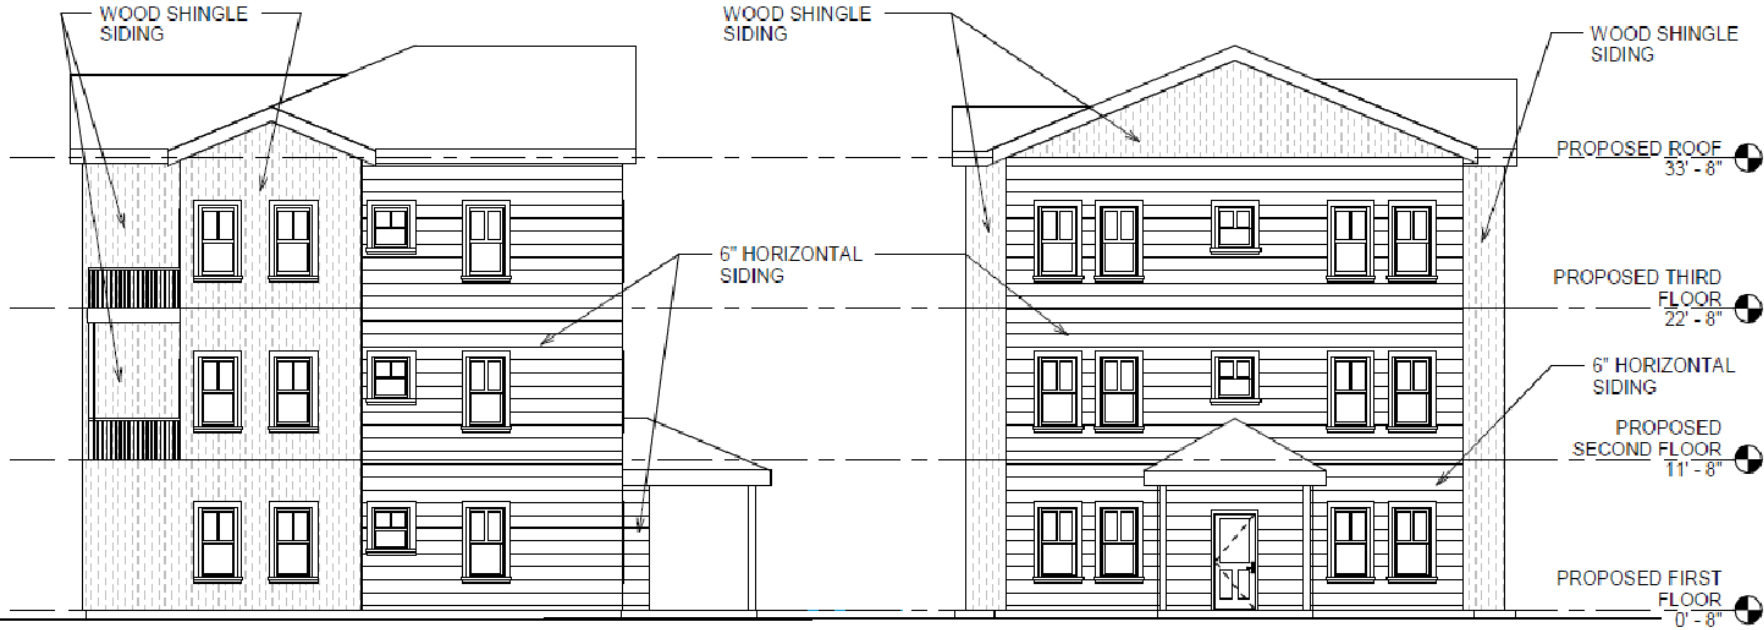 WOOD SHINGLE
SIDING
WOOD SHINGLE
SIDING
WOOD SHINGLE
SIDING
PROPOSED ROOF
33' - 8"
6" HORIZONTAL
SIDING
PROPOSED THIRD
FLOOR
22' - 8"
6" HORIZONTAL
SIDING
PROPOSED
SECOND FLOOR
11' - 8"
PROPOSED FIRST
FLOOR
0' - 8"